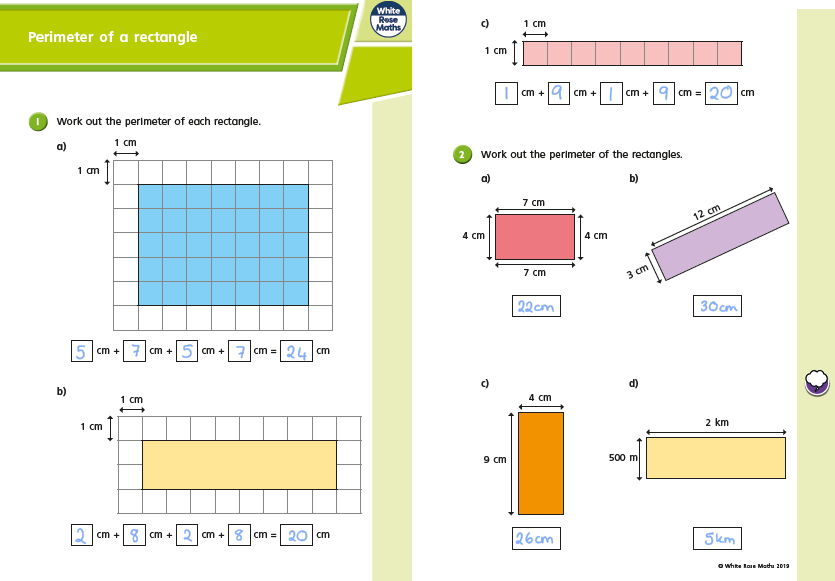 Perimeter of a rectangle
White
Rose
Maths
1 Work out the perimeter of each rectangle.
a)
1 cm
1 cm
5 cm + 7 cm + 5 cm + 7 cm = 24 cm
b)
1 cm
1 cm
2 cm + 8 cm + 2 cm + 8 cm = 20 cm
c)
1 cm
1 cm
1 cm + 9 cm + 1 cm + 9 cm = 20 cm
2 Work out the perimeter of the rectangles.
a)
7 cm
4 cm
4 cm
7 cm
22cm
b)
12 cm
3 cm
30cm
c)
4 cm
9 cm
26cm
d)
2 km
500 m
5km
© White Rose Maths 2019